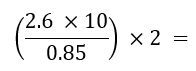 (2.6 × 10 / 0.85) × 2 =